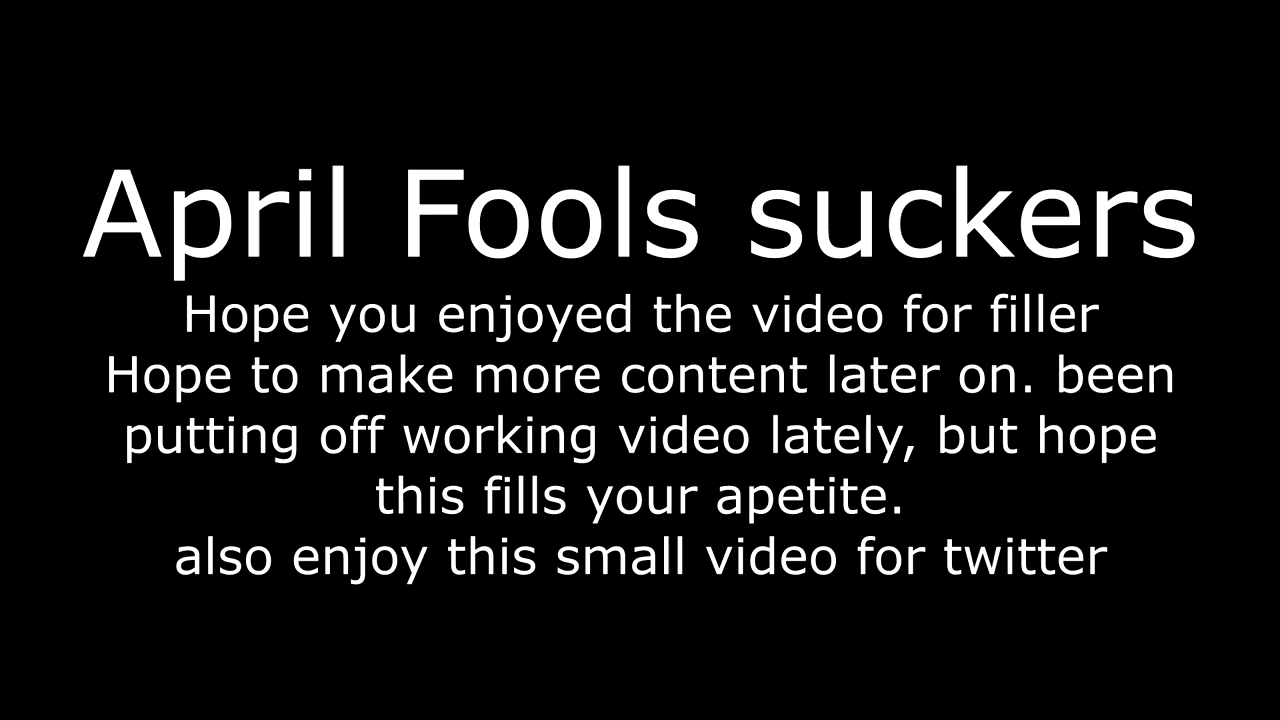 April Fools suckers
Hope you enjoyed the video for filler
Hope to make more content later on. been
putting off working video lately, but hope
this fills your apetite.
also enjoy this small video for twitter